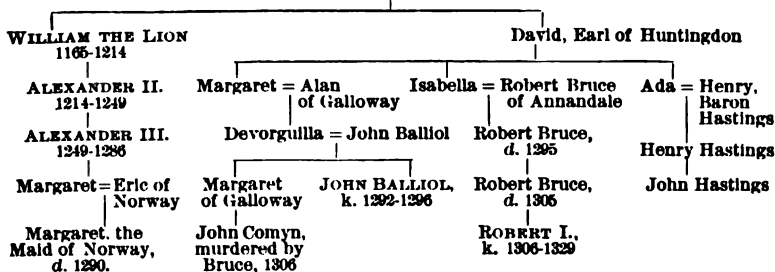 WILLIAM THE LION
1165-1214
David, Earl of Huntingdon
ALEXANDER II.
1214-1249
Margaret = Alan
of Galloway
Isabella = Robert Bruce
of Annandale
Ada = Henry,
Baron
Hastings
ALEXANDER III.
1249-1286
Devorguilla = John Balliol
Robert Bruce,
d. 1295
Henry Hastings
Margaret = Eric of
Norway
Margaret
of Galloway
JOHN BALLIOL,
k. 1292-1296
Robert Bruce,
d. 1305
John Hastings
Margaret, the
Maid of Norway,
d. 1290.
John Comyn,
murdered by
Bruce, 1306
ROBERT I.,
k. 1306-1329